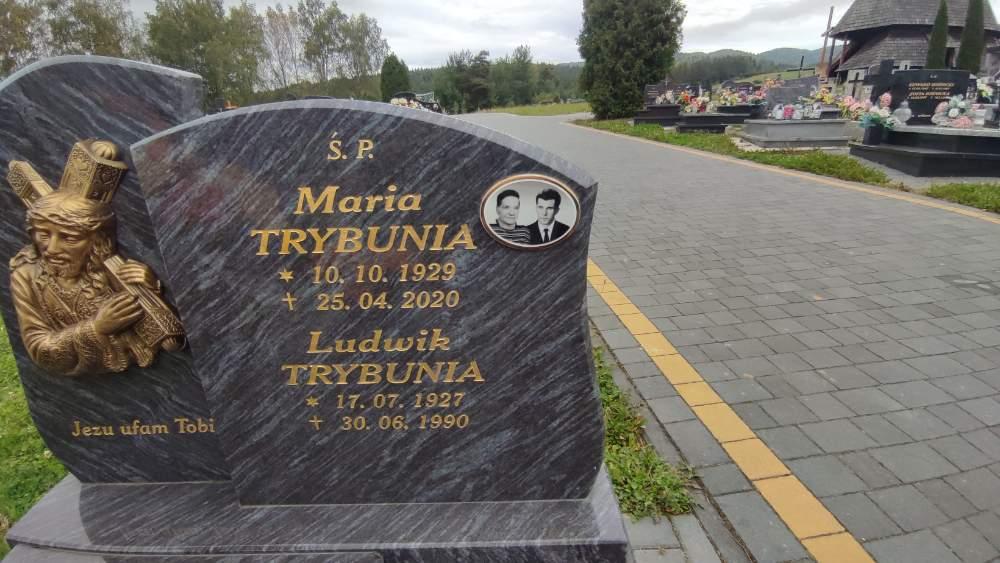 Ś. P.
Maria
TRYBUNIA
* 10. 10. 1929
✝ 25. 04. 2020
Ludwik
TRYBUNIA
* 17. 07. 1927
✝ 30. 06. 1990
Jezu ufam Tobi